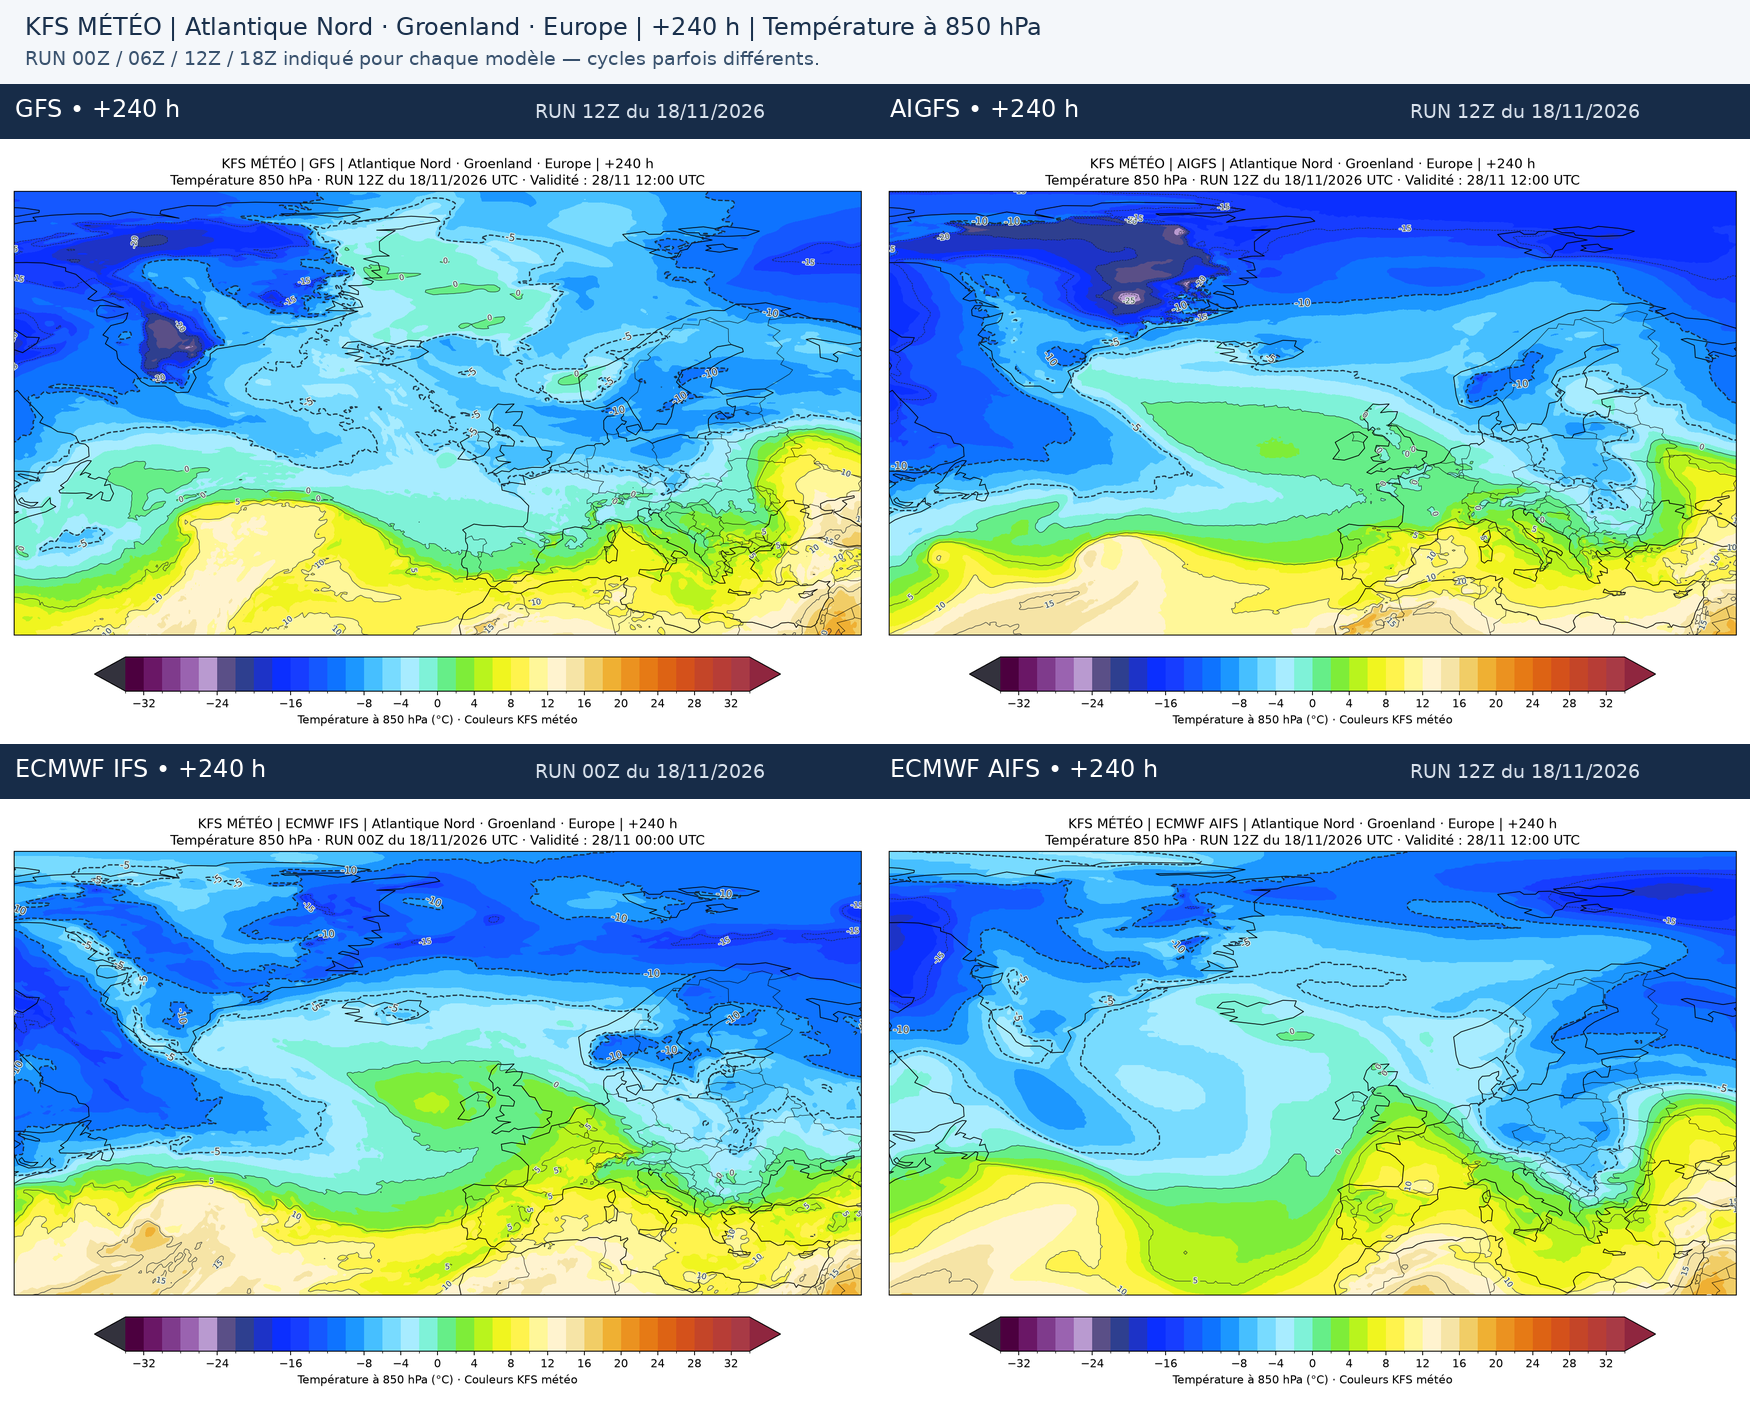 KFS MÉTÉO | Atlantique Nord · Groenland · Europe | +240 h | Température à 850 hPa
RUN 00Z / 06Z / 12Z / 18Z indiqué pour chaque modèle — cycles parfois différents.
GFS • +240 h
RUN 12Z du 18/11/2026
AIGFS • +240 h
RUN 12Z du 18/11/2026
KFS MÉTÉO | GFS | Atlantique Nord · Groenland · Europe | +240 h
Température 850 hPa · RUN 12Z du 18/11/2026 UTC · Validité : 28/11 12:00 UTC
KFS MÉTÉO | AIGFS | Atlantique Nord · Groenland · Europe | +240 h
Température 850 hPa · RUN 12Z du 18/11/2026 UTC · Validité : 28/11 12:00 UTC
−32 −24 −16 −8 −4 0 4 8 12 16 20 24 28 32
Température à 850 hPa (°C) · Couleurs KFS météo
−32 −24 −16 −8 −4 0 4 8 12 16 20 24 28 32
Température à 850 hPa (°C) · Couleurs KFS météo
ECMWF IFS • +240 h
RUN 00Z du 18/11/2026
ECMWF AIFS • +240 h
RUN 12Z du 18/11/2026
KFS MÉTÉO | ECMWF IFS | Atlantique Nord · Groenland · Europe | +240 h
Température 850 hPa · RUN 00Z du 18/11/2026 UTC · Validité : 28/11 00:00 UTC
KFS MÉTÉO | ECMWF AIFS | Atlantique Nord · Groenland · Europe | +240 h
Température 850 hPa · RUN 12Z du 18/11/2026 UTC · Validité : 28/11 12:00 UTC
−32 −24 −16 −8 −4 0 4 8 12 16 20 24 28 32
Température à 850 hPa (°C) · Couleurs KFS météo
−32 −24 −16 −8 −4 0 4 8 12 16 20 24 28 32
Température à 850 hPa (°C) · Couleurs KFS météo